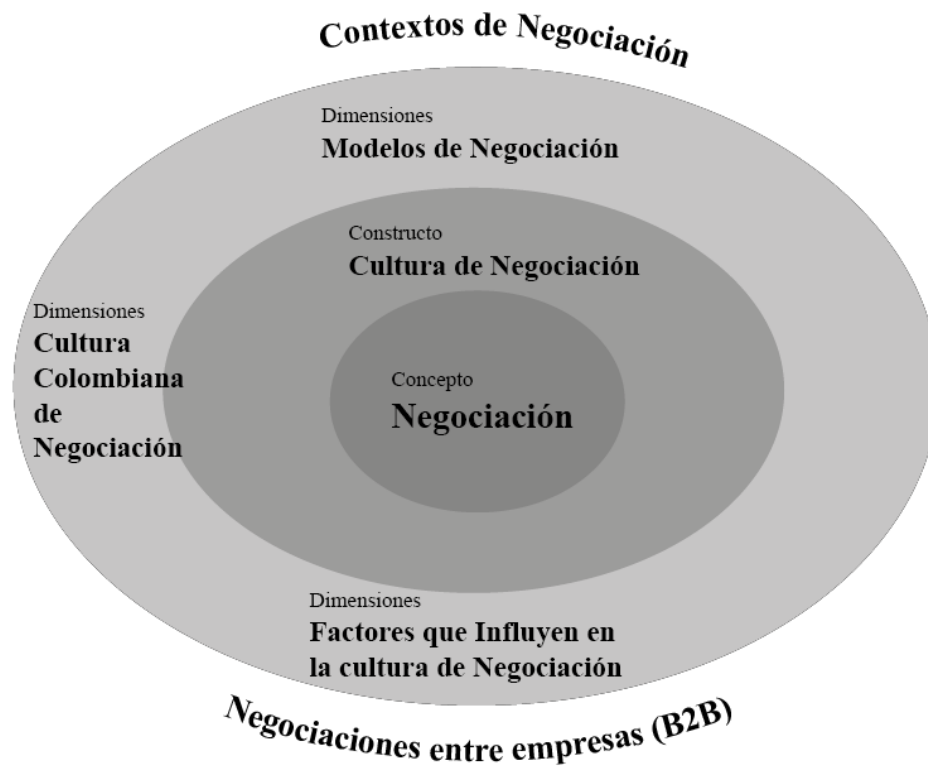 Contextos de Negociación
Dimensiones
Modelos de Negociación
Constructo
Cultura de Negociación
Dimensiones
Cultura
Colombiana
de
Negociación
Concepto
Negociación
Dimensiones
Factores que Influyen en
la cultura de Negociación
Negociaciones entre empresas (B2B)